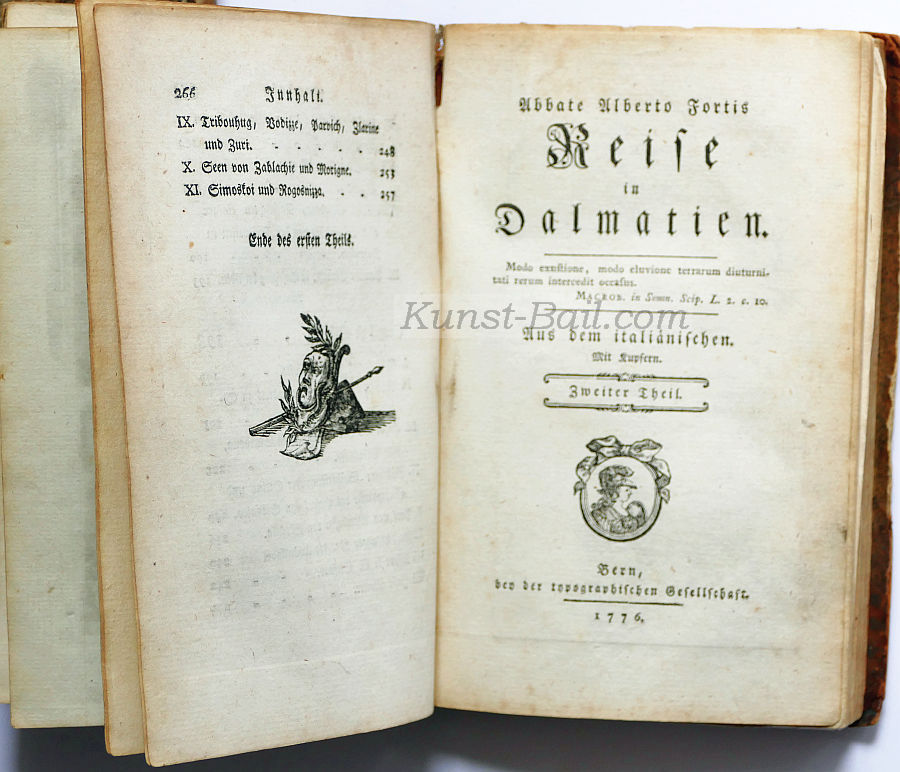 266 Innhalt.
IX. Tribouhug, Vodizze, Parvich, Zlarine
und Zuri. - - - - - 248
X. Seen von Zablachie und Morigne. 253
XI. Simoskoi und Rogosnizza. - - 257
Ende des ersten Theils.
Abbate Alberto Fortis
Reise
in
Dalmatien.
Modo exustione, modo eluvione terrarum diuturni-
tati rerum intercedit occasus.
MACROB. in Somn. Scip. L. 2. c. 10.
Kunst-Bail.com
Aus dem italiänischen.
Mit Kupfern.
Zweiter Theil.
Bern,
bey der typographischen Gesellschaft.
1776.